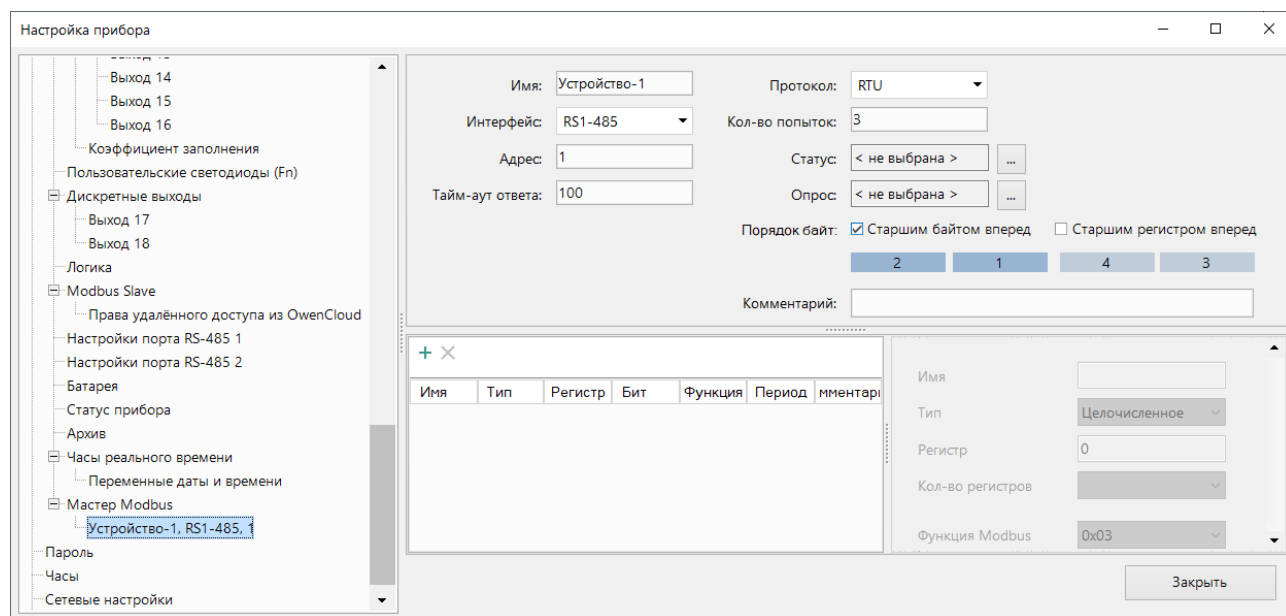 Настройка прибора
Выход 14
Выход 15
Выход 16
Коэффициент заполнения
Пользовательские светодиоды (Fn)
Дискретные выходы
Выход 17
Выход 18
Логика
Modbus Slave
Права удалённого доступа из OwenCloud
Настройки порта RS-485 1
Настройки порта RS-485 2
Батарея
Статус прибора
Архив
Часы реального времени
Переменные даты и времени
Мастер Modbus
Устройство-1, RS1-485, 1
Пароль
Часы
Сетевые настройки
Имя: Устройство-1 Протокол: RTU
Интерфейс: RS1-485 Кол-во попыток: 3
Адрес: 1 Статус: < не выбрана > ...
Тайм-аут ответа: 100 Опрос: < не выбрана > ...
Порядок байт: Старшим байтом вперед Старшим регистром вперед
2 1 4 3
Комментарий:
Имя Тип Регистр Бит Функция Период мментари
Имя
Тип Целочисленное
Регистр 0
Кол-во регистров
Функция Modbus 0x03
Закрыть